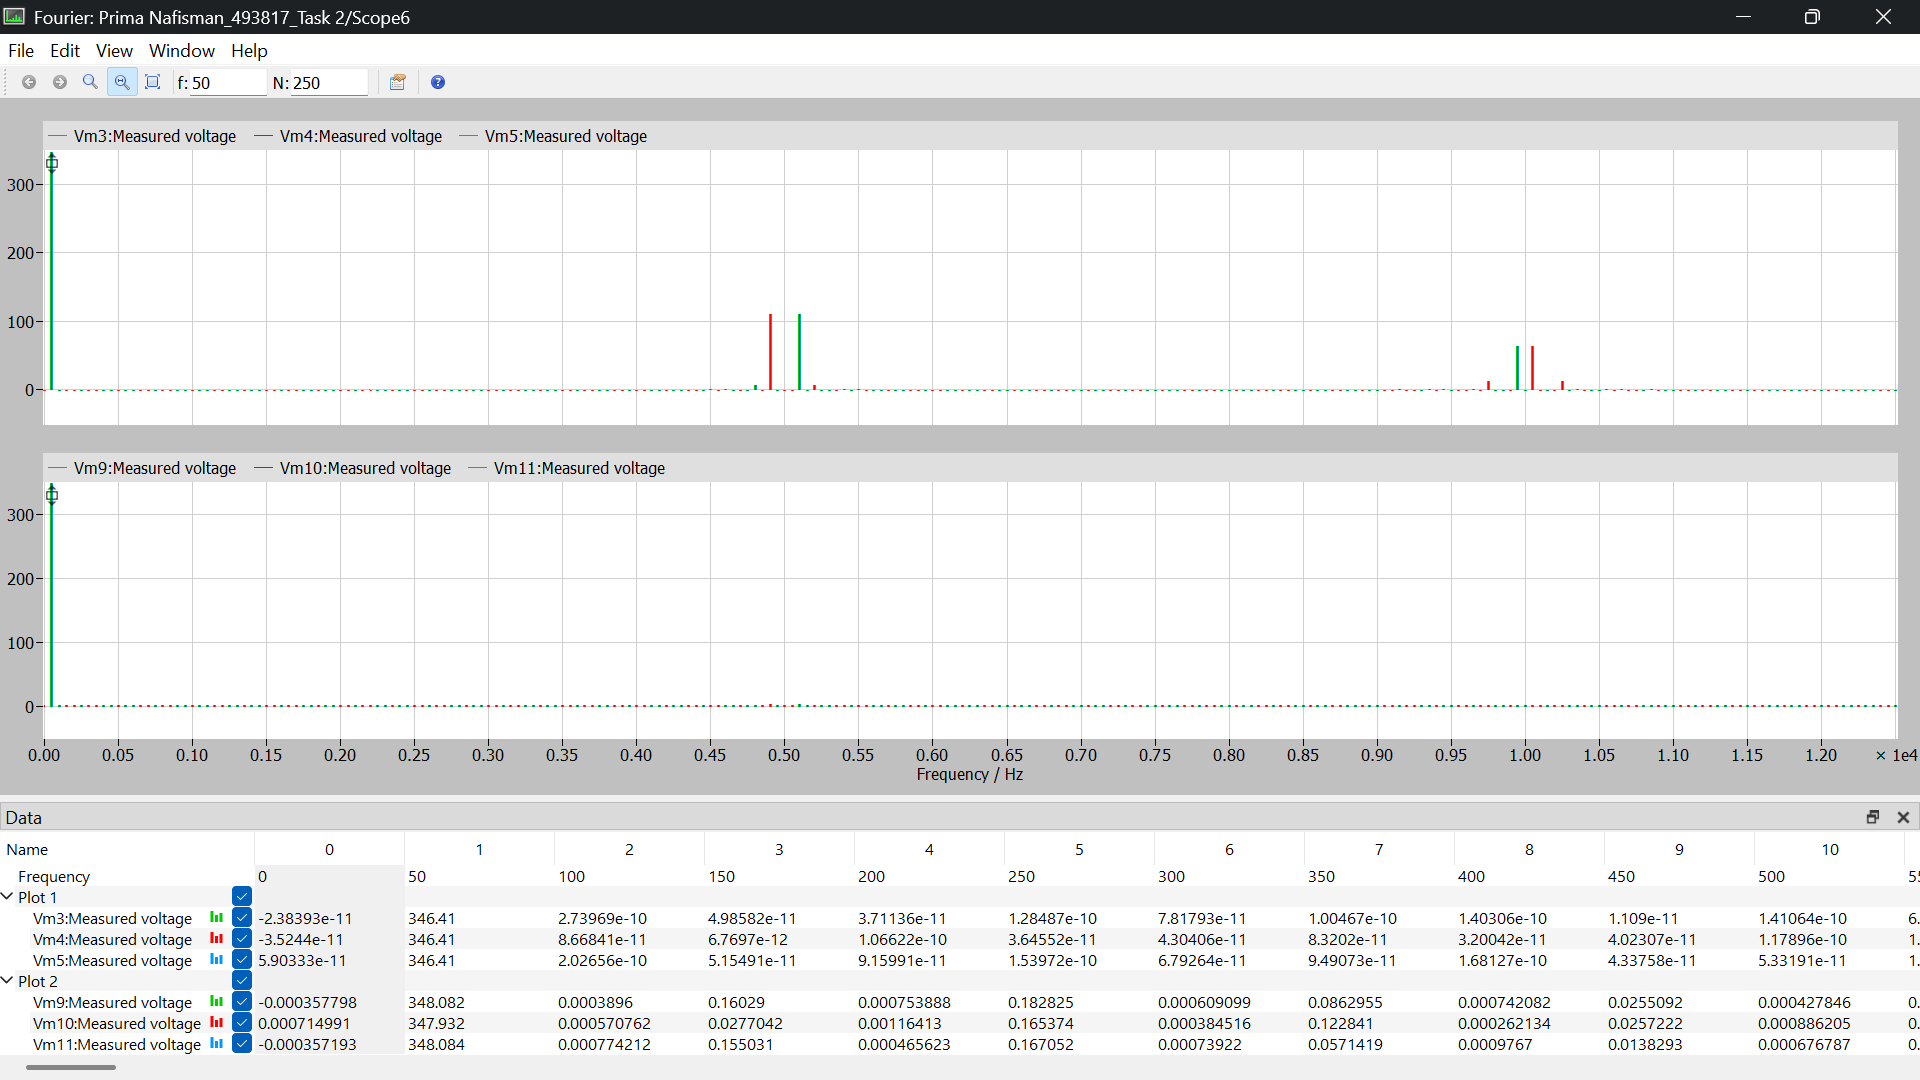 Fourier: Prima Nafisman_493817_Task 2/Scope6
File Edit View Window Help
f: 50 N: 250
Vm3:Measured voltage Vm4:Measured voltage Vm5:Measured voltage
300
200
100
0
Vm9:Measured voltage Vm10:Measured voltage Vm11:Measured voltage
300
200
100
0
0.00 0.05 0.10 0.15 0.20 0.25 0.30 0.35 0.40 0.45 0.50 0.55 0.60 0.65 0.70 0.75 0.80 0.85 0.90 0.95 1.00 1.05 1.10 1.15 1.20 × 1e4
Frequency / Hz
Data
Name 0 1 2 3 4 5 6 7 8 9 10
Frequency 0 50 100 150 200 250 300 350 400 450 500
Plot 1
Vm3:Measured voltage -2.38393e-11 346.41 2.73969e-10 4.98582e-11 3.71136e-11 1.28487e-10 7.81793e-11 1.00467e-10 1.40306e-10 1.109e-11 1.41064e-10 6.
Vm4:Measured voltage -3.5244e-11 346.41 8.66841e-11 6.7697e-12 1.06622e-10 3.64552e-11 4.30406e-11 8.3202e-11 3.20042e-11 4.02307e-11 1.17896e-10 1.
Vm5:Measured voltage 5.90333e-11 346.41 2.02656e-10 5.15491e-11 9.15991e-11 1.53972e-10 6.79264e-11 9.49073e-11 1.68127e-10 4.33758e-11 5.33191e-11 1.
Plot 2
Vm9:Measured voltage -0.000357798 348.082 0.0003896 0.16029 0.000753888 0.182825 0.000609099 0.0862955 0.000742082 0.0255092 0.000427846 0.
Vm10:Measured voltage 0.000714991 347.932 0.000570762 0.0277042 0.00116413 0.165374 0.000384516 0.122841 0.000262134 0.0257222 0.000886205 0.
Vm11:Measured voltage -0.000357193 348.084 0.000774212 0.155031 0.000465623 0.167052 0.00073922 0.0571419 0.0009767 0.0138293 0.000676787 0.